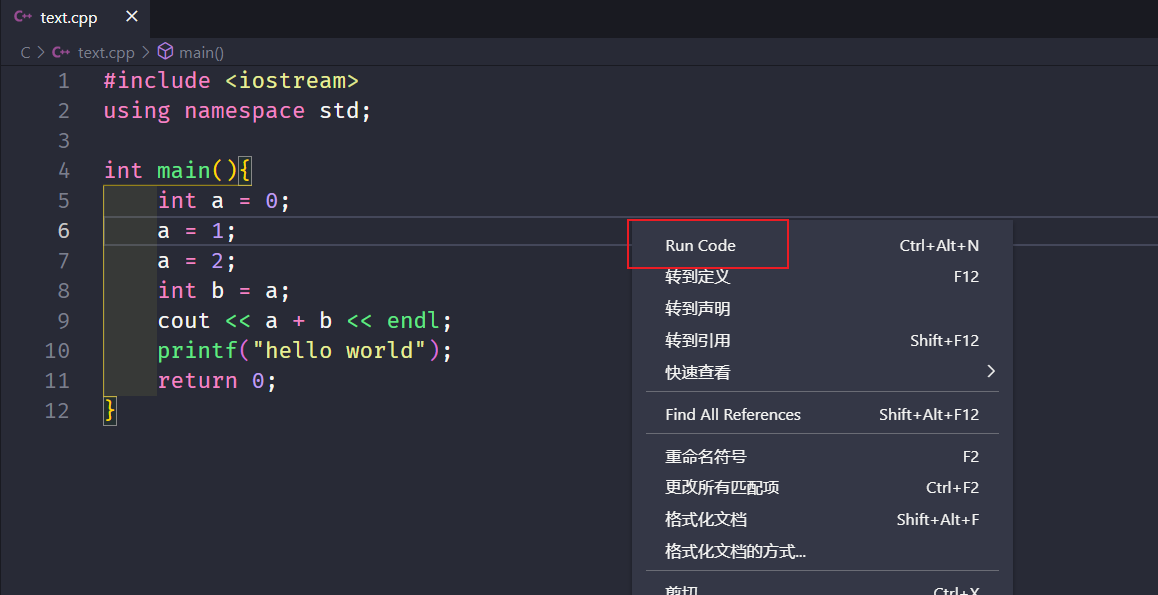 C++ text.cpp ×
C > C++ text.cpp > main()
1 #include <iostream>
2 using namespace std;
3
4 int main(){
5 int a = 0;
6 a = 1;
7 a = 2;
8 int b = a;
9 cout << a + b << endl;
10 printf("hello world");
11 return 0;
12 }
Run Code Ctrl+Alt+N
转到定义 F12
转到声明
转到引用 Shift+F12
快速查看 >
Find All References Shift+Alt+F12
重命名符号 F2
更改所有匹配项 Ctrl+F2
格式化文档 Shift+Alt+F
格式化文档的方式...
剪切 Ctrl+X